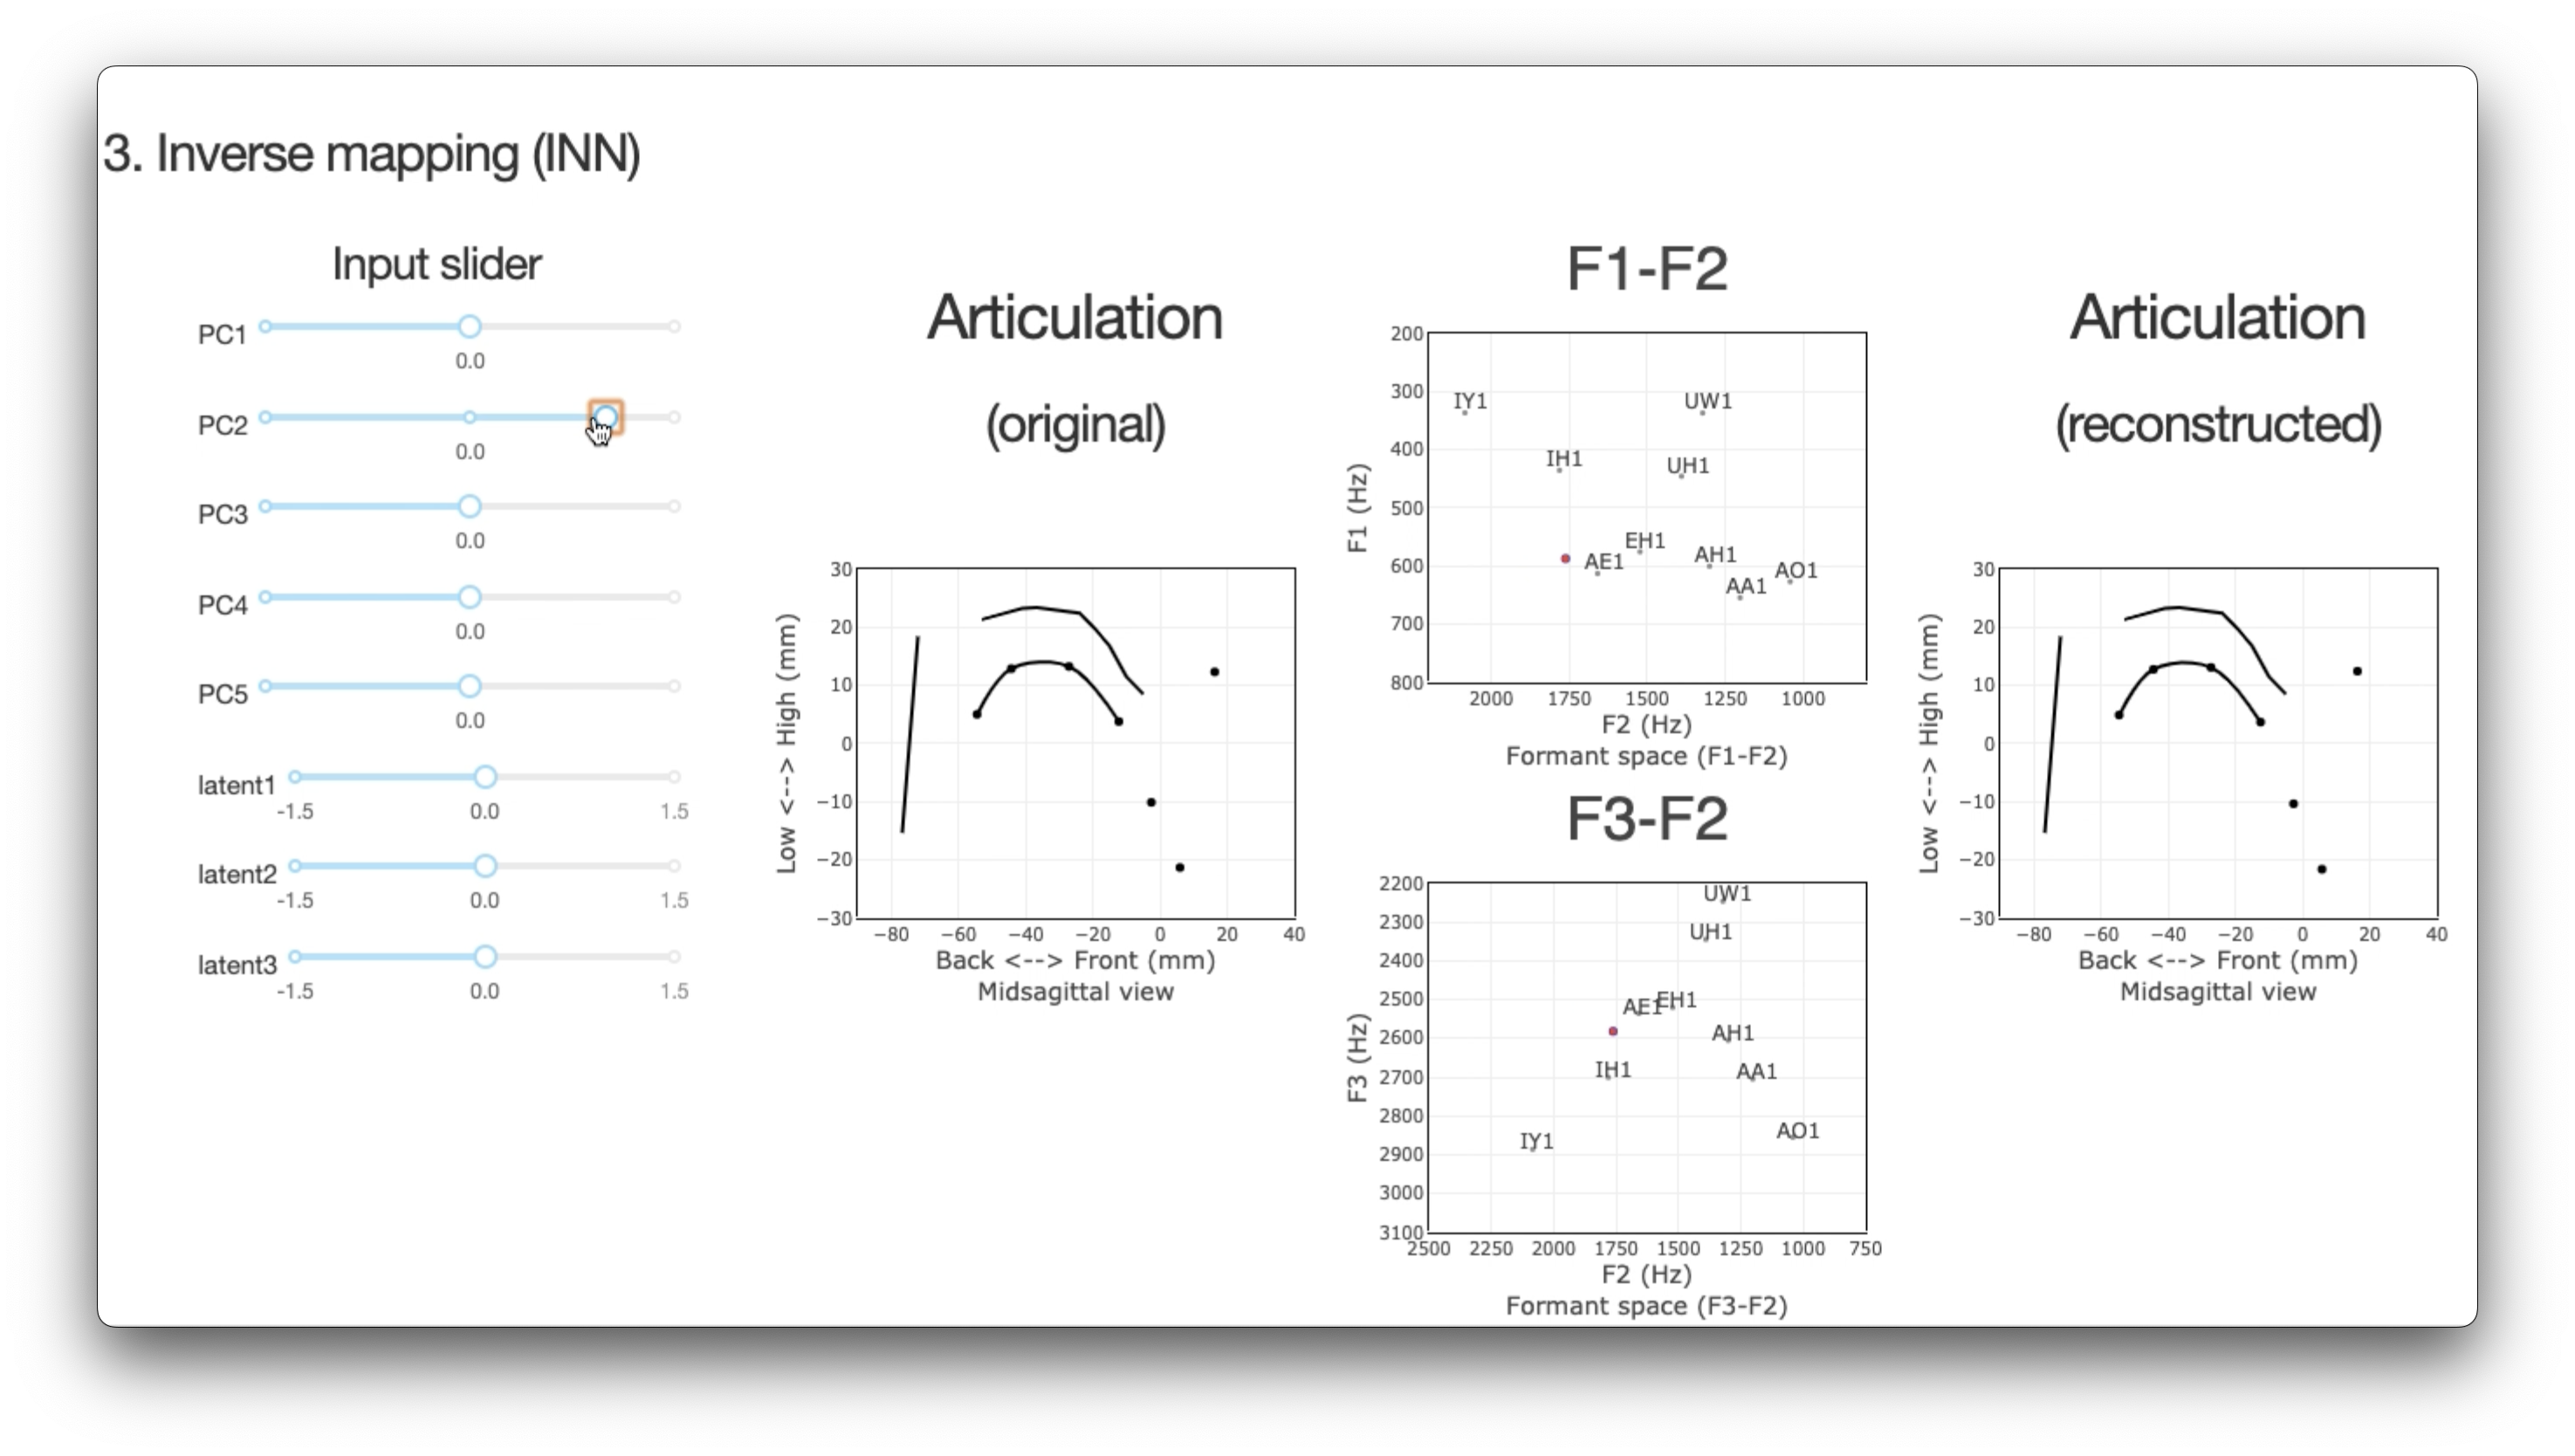 3. Inverse mapping (INN)
Input slider
PC1
0.0
PC2
0.0
PC3
0.0
PC4
0.0
PC5
0.0
latent1
-1.5 0.0 1.5
latent2
-1.5 0.0 1.5
latent3
-1.5 0.0 1.5
Articulation
(original)
Low <--> High (mm)
30
20
10
0
−10
−20
−30
−80 −60 −40 −20 0 20 40
Back <--> Front (mm)
Midsagittal view
F1-F2
F1 (Hz)
200
300
400
500
600
700
800
IY1
UW1
IH1
UH1
EH1
AE1
AH1
AO1
AA1
2000 1750 1500 1250 1000
F2 (Hz)
Formant space (F1-F2)
F3-F2
F3 (Hz)
2200
2300
2400
2500
2600
2700
2800
2900
3000
3100
UW1
UH1
EH1
AE1
AH1
IH1
AA1
AO1
IY1
2500 2250 2000 1750 1500 1250 1000 750
F2 (Hz)
Formant space (F3-F2)
Articulation
(reconstructed)
Low <--> High (mm)
30
20
10
0
−10
−20
−30
−80 −60 −40 −20 0 20 40
Back <--> Front (mm)
Midsagittal view